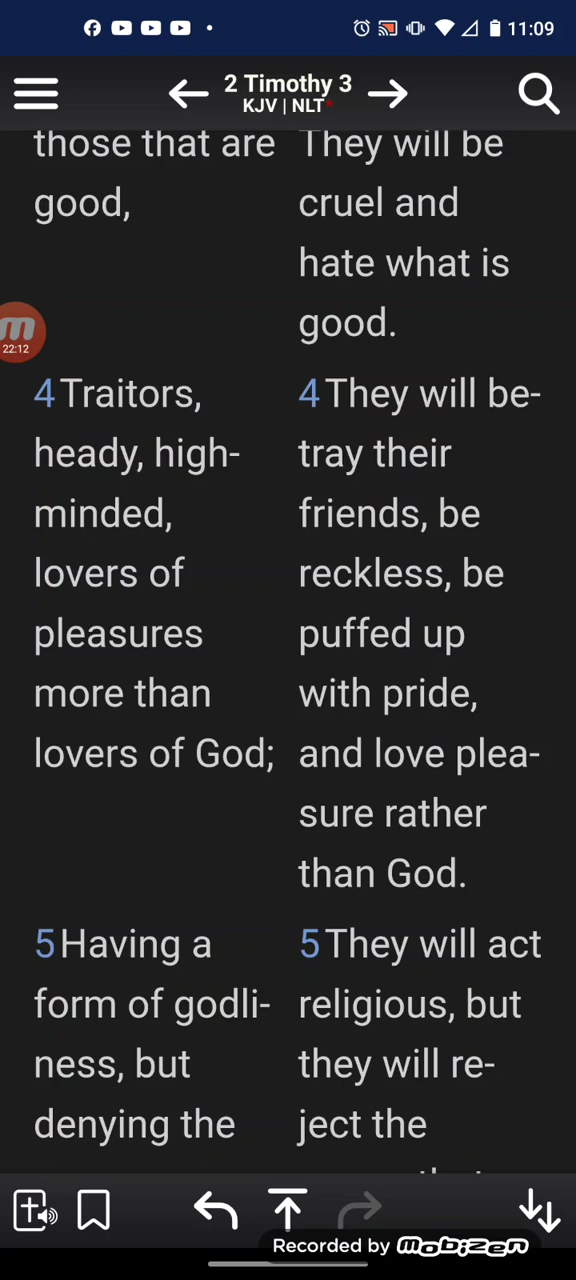 11:09
2 Timothy 3
KJV | NLT*
those that are
good,
They will be
cruel and
hate what is
good.
22:12
4 Traitors,
heady, high-
minded,
lovers of
pleasures
more than
lovers of God;
4 They will be-
tray their
friends, be
reckless, be
puffed up
with pride,
and love plea-
sure rather
than God.
5 Having a
form of godli-
ness, but
denying the
5 They will act
religious, but
they will re-
ject the
Recorded by mobizen